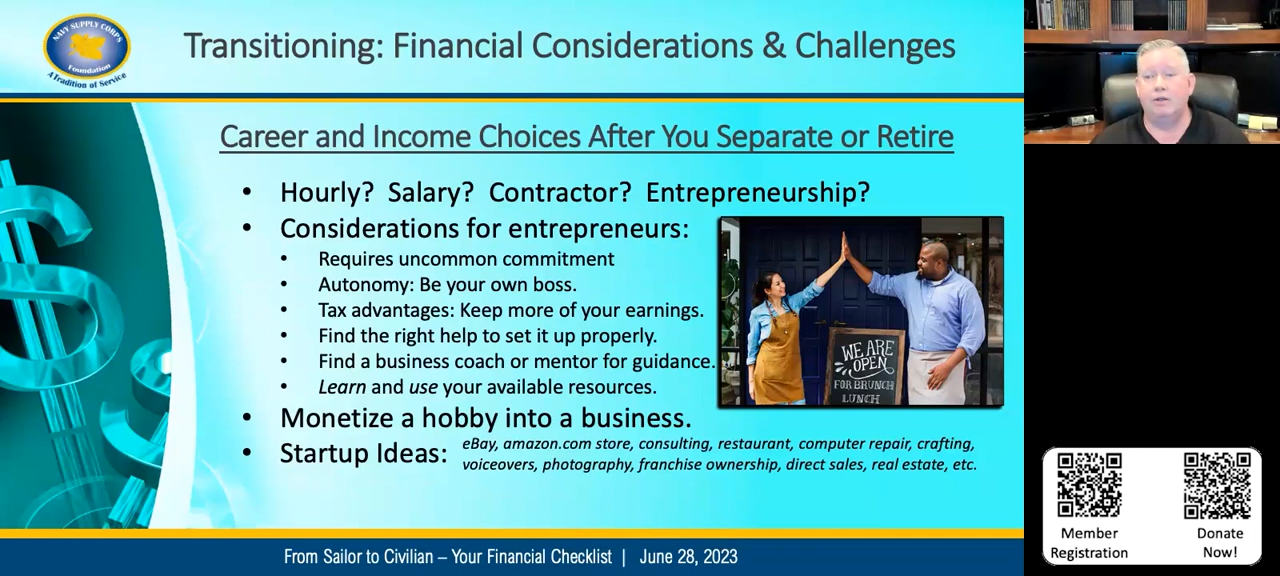 NAVY SUPPLY CORPS
Foundation
A Tradition of Service
Transitioning: Financial Considerations & Challenges
Career and Income Choices After You Separate or Retire
• Hourly? Salary? Contractor? Entrepreneurship?
• Considerations for entrepreneurs:
• Requires uncommon commitment
• Autonomy: Be your own boss.
• Tax advantages: Keep more of your earnings.
• Find the right help to set it up properly.
• Find a business coach or mentor for guidance.
• Learn and use your available resources.
WE ARE
OPEN
FOR BRUNCH
LUNCH
• Monetize a hobby into a business.
• Startup Ideas: eBay, amazon.com store, consulting, restaurant, computer repair, crafting,
voiceovers, photography, franchise ownership, direct sales, real estate, etc.
From Sailor to Civilian – Your Financial Checklist | June 28, 2023
Member
Registration
Donate
Now!